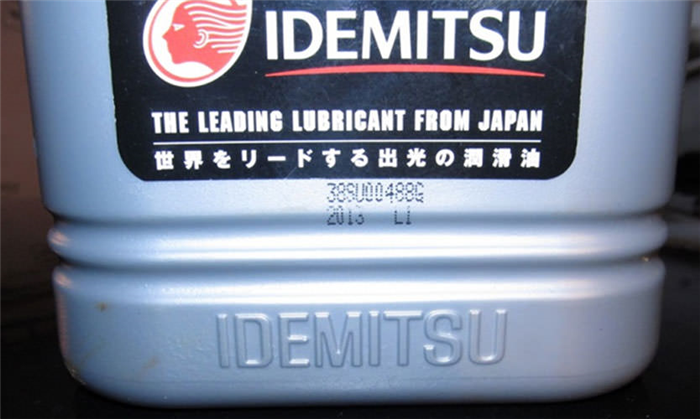 IDEMITSU
THE LEADING LUBRICANT FROM JAPAN
世界をリードする出光の潤滑油
38SU00488G
2013 LI
IDEMITSU